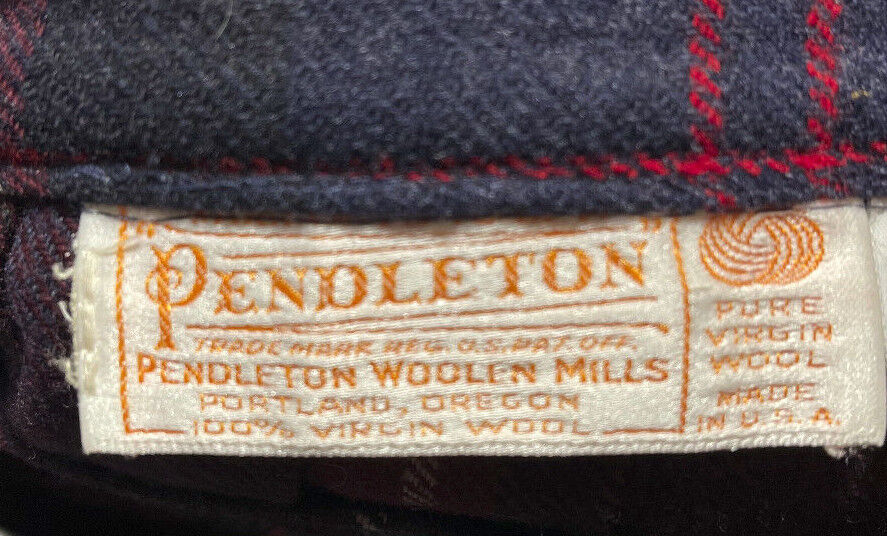 "PENDLETON"
TRADE MARK REG. U.S. PAT. OFF.
PENDLETON WOOLEN MILLS
PORTLAND, OREGON
100% VIRGIN WOOL
PURE
VIRGIN
WOOL
MADE
IN U.S.A.